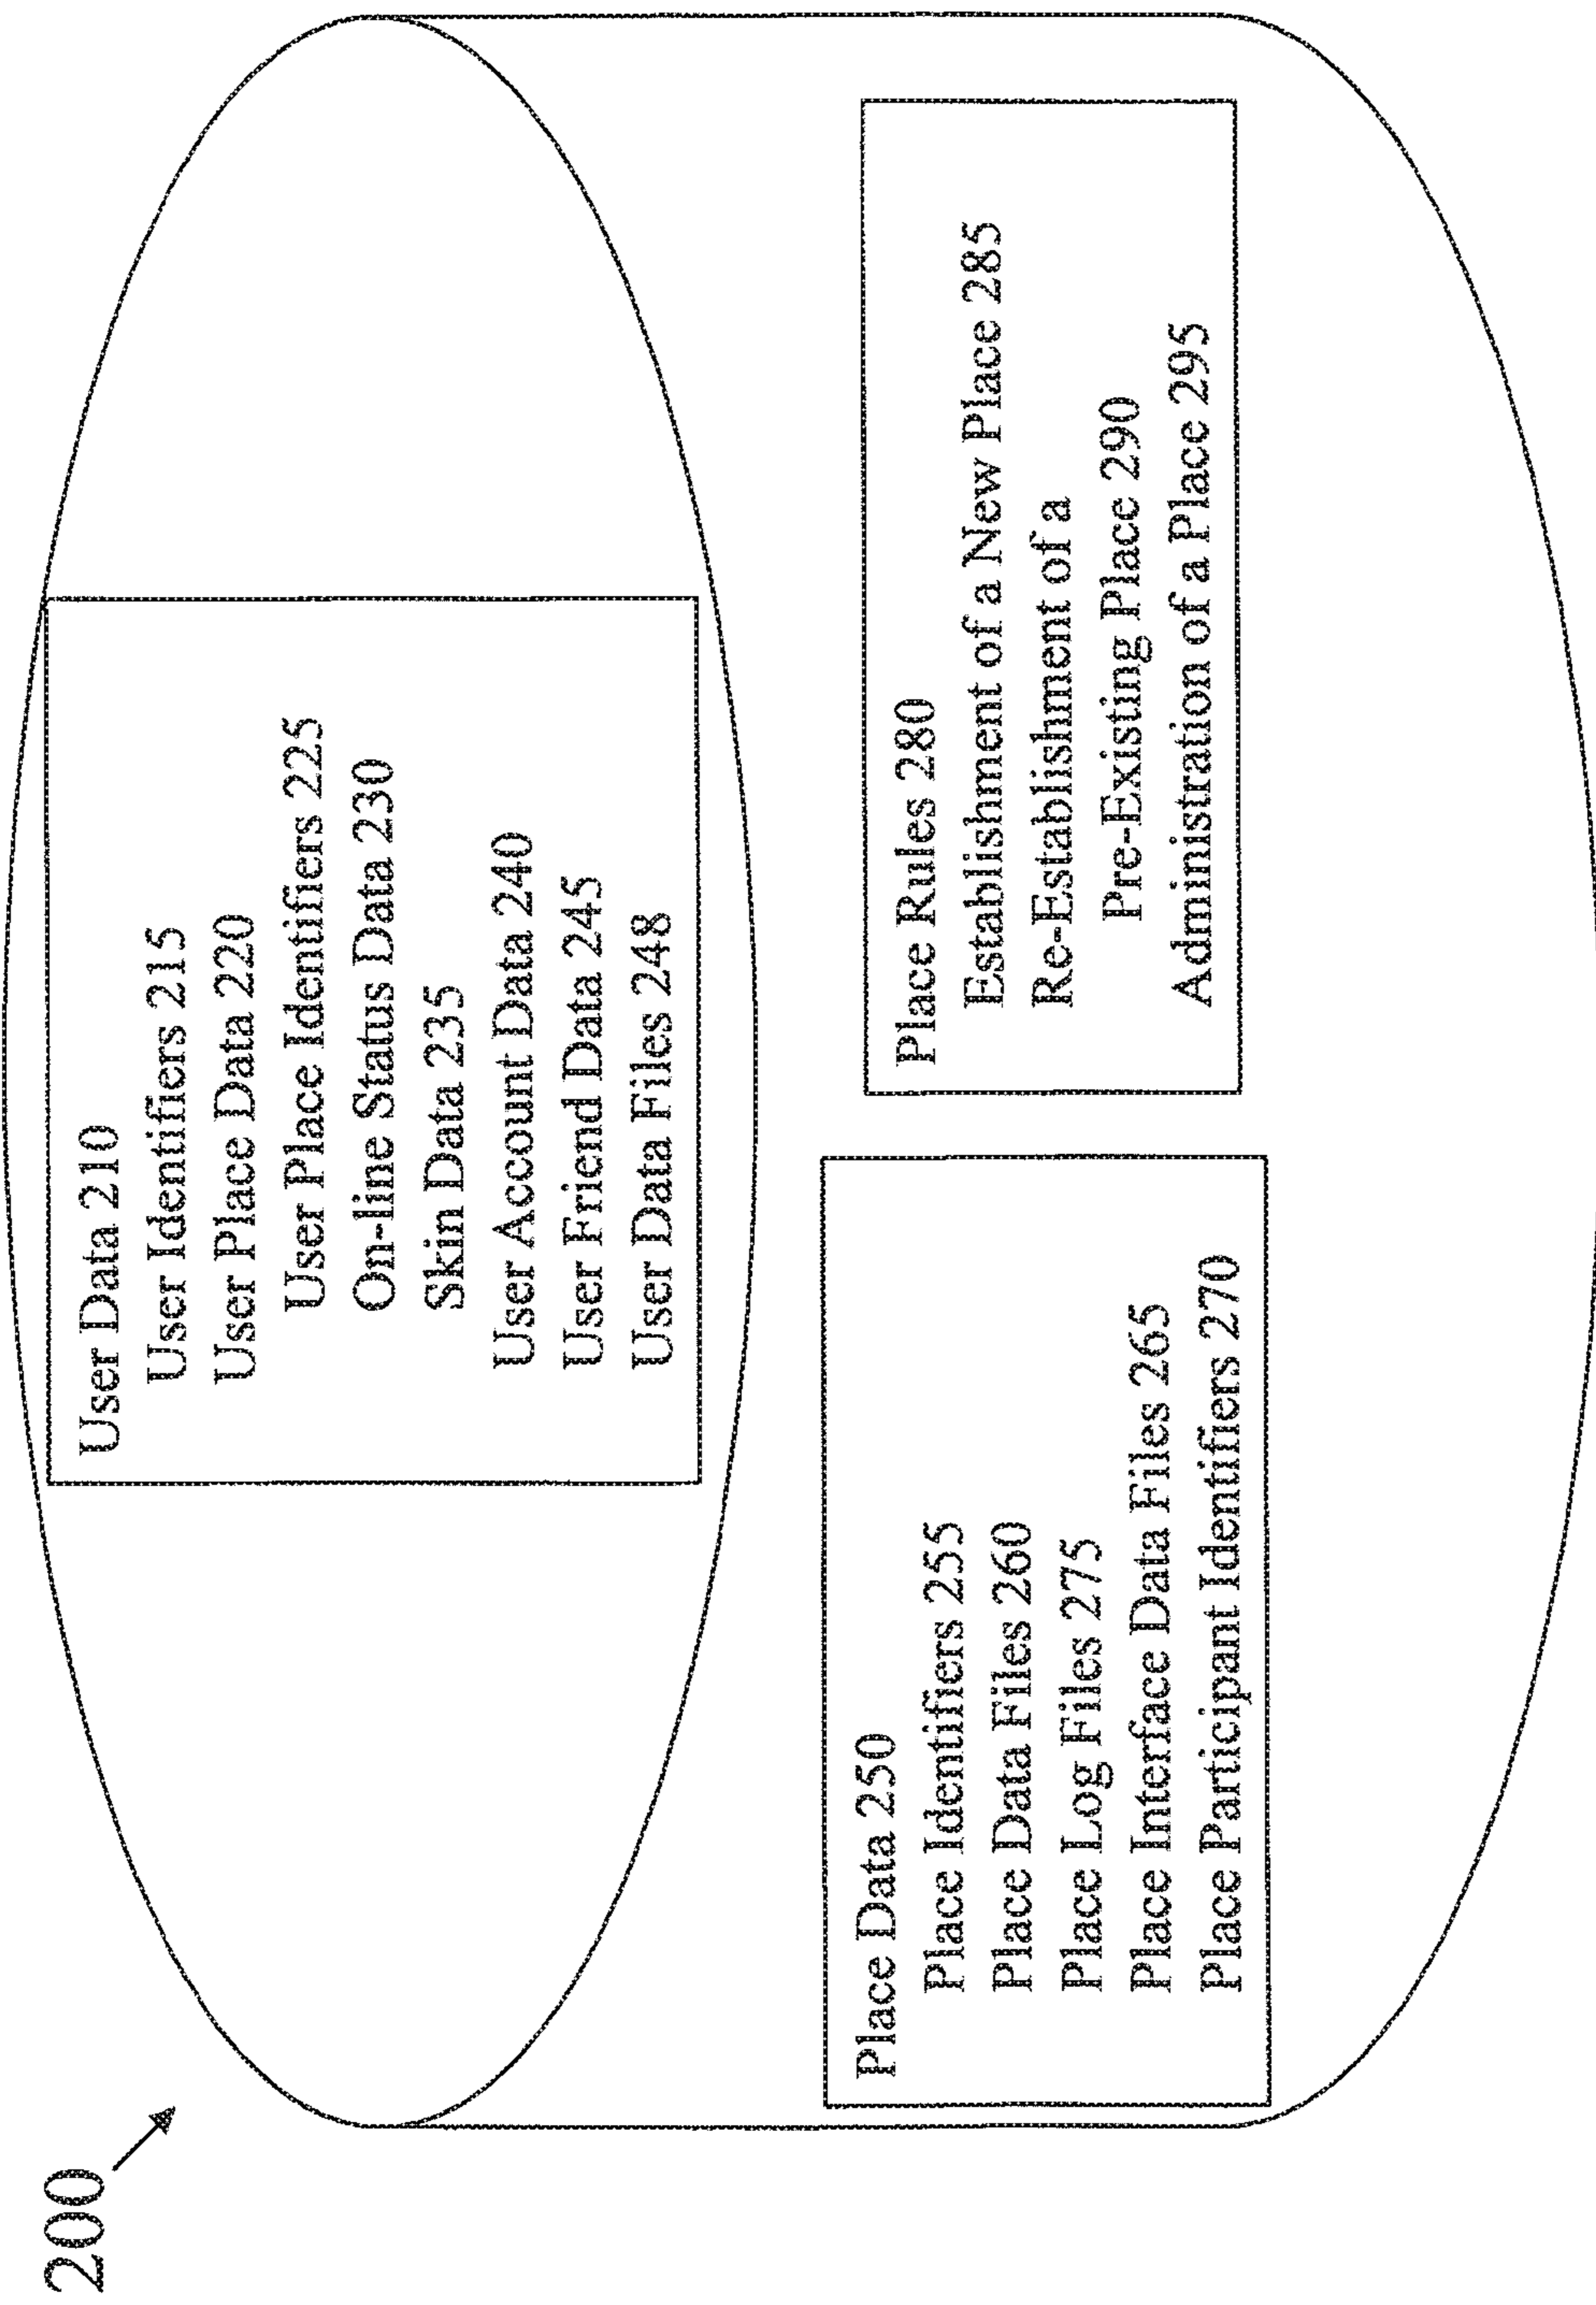 200
User Data 210
User Identifiers 215
User Place Data 220
User Place Identifiers 225
On-line Status Data 230
Skin Data 235
User Account Data 240
User Friend Data 245
User Data Files 248
Place Data 250
Place Identifiers 255
Place Data Files 260
Place Log Files 275
Place Interface Data Files 265
Place Participant Identifiers 270
Place Rules 280
Establishment of a New Place 285
Re-Establishment of a
Pre-Existing Place 290
Administration of a Place 295